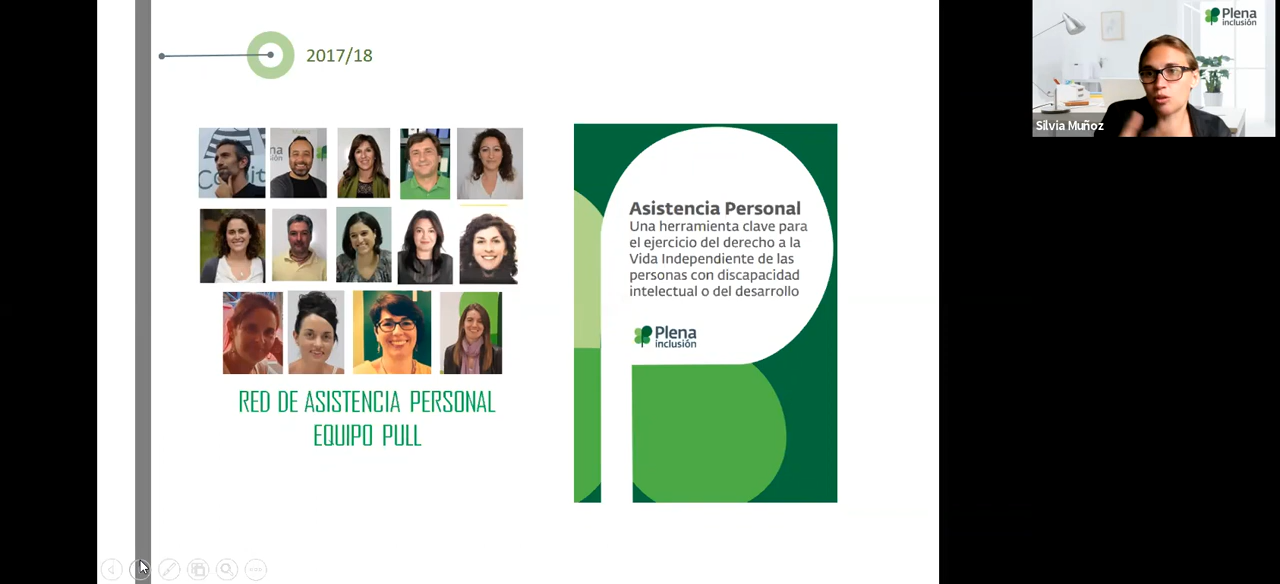 2017/18
RED DE ASISTENCIA PERSONAL
EQUIPO PULL
Asistencia Personal
Una herramienta clave para
el ejercicio del derecho a la
Vida Independiente de las
personas con discapacidad
intelectual o del desarrollo
Plena
inclusión
Plena
inclusión
Silvia Muñoz